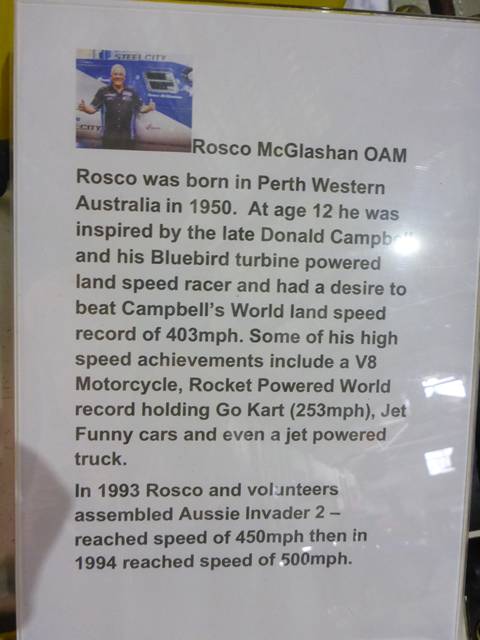 STEELCITY
CITY
Rosco McGlashan OAM
Rosco was born in Perth Western
Australia in 1950.  At age 12 he was
inspired by the late Donald Campbell
and his Bluebird turbine powered
land speed racer and had a desire to
beat Campbell's World land speed
record of 403mph. Some of his high
speed achievements include a V8
Motorcycle, Rocket Powered World
record holding Go Kart (253mph), Jet
Funny cars and even a jet powered
truck.
In 1993 Rosco and volunteers
assembled Aussie Invader 2 –
reached speed of 450mph then in
1994 reached speed of 500mph.